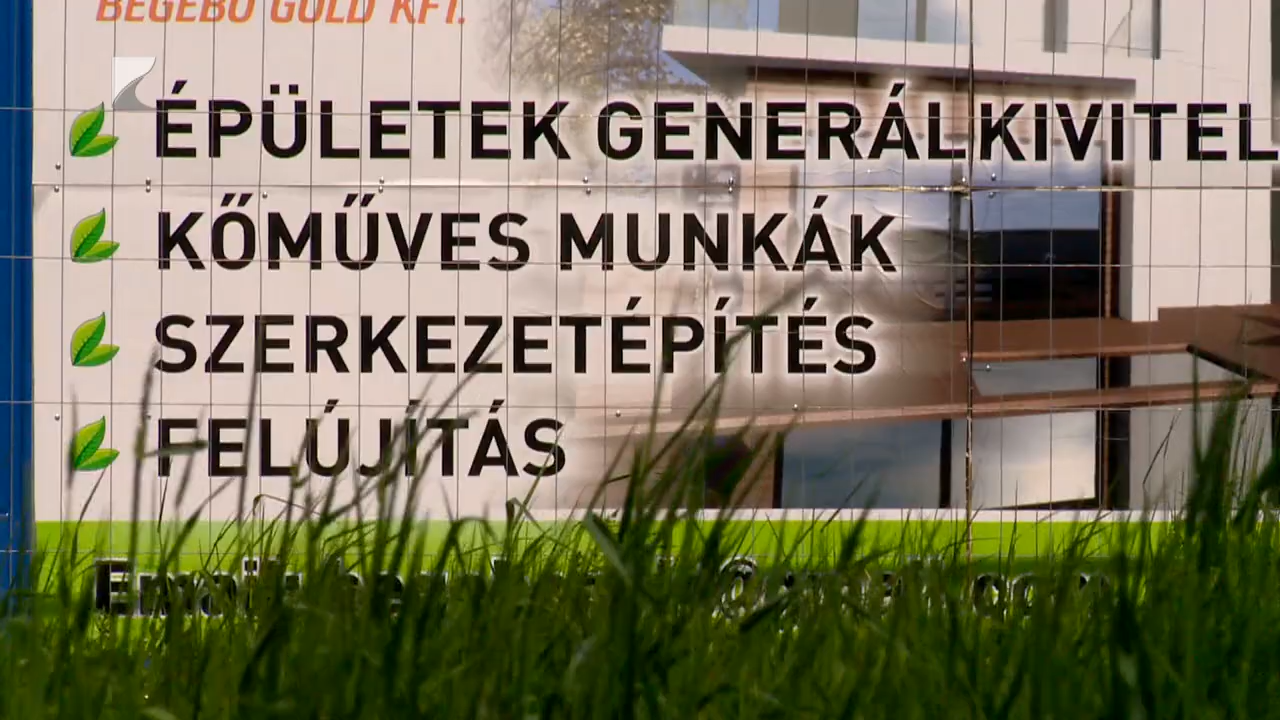 BEGEBO GOLD KFT.
ÉPÜLETEK GENERÁLKIVITEL
KŐMŰVES MUNKÁK
SZERKEZETÉPÍTÉS
FELÚJÍTÁS